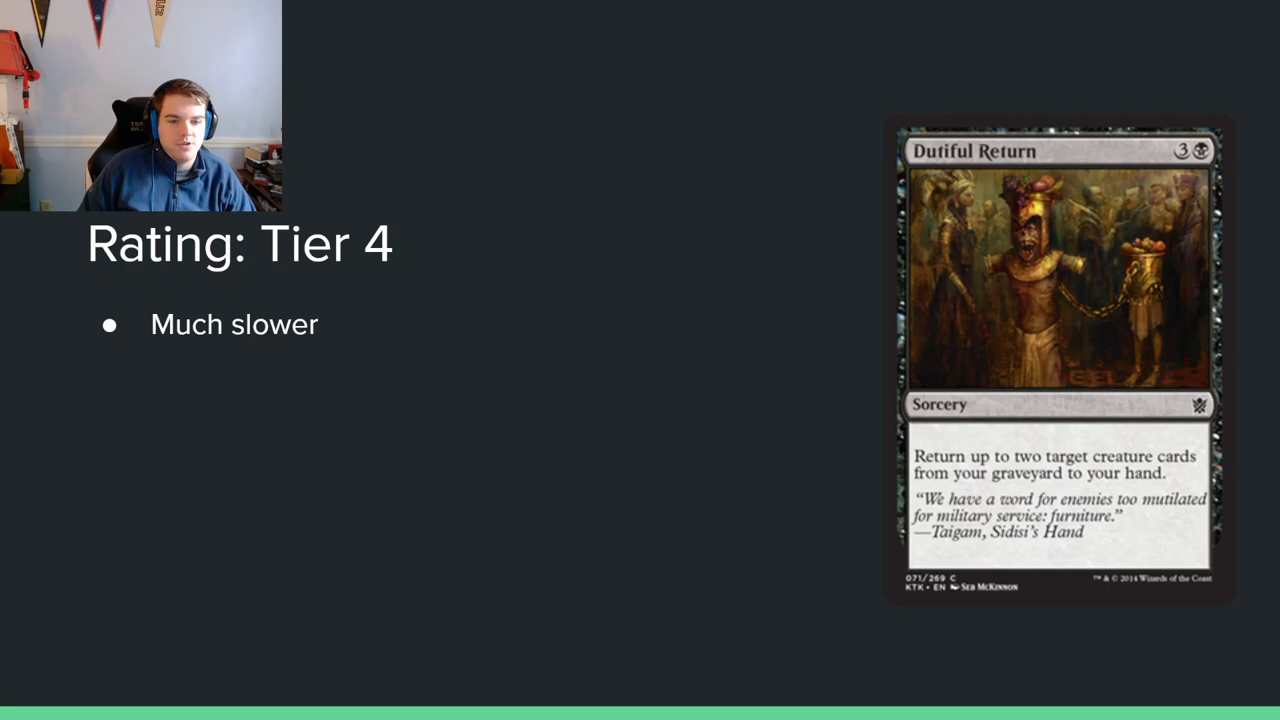 Rating: Tier 4
● Much slower
Dutiful Return 3
Sorcery
Return up to two target creature cards
from your graveyard to your hand.
“We have a word for enemies too mutilated
for military service: furniture.”
—Taigam, Sidisi’s Hand
071/269 C
KTK • EN Seb McKinnon
™ & © 2014 Wizards of the Coast